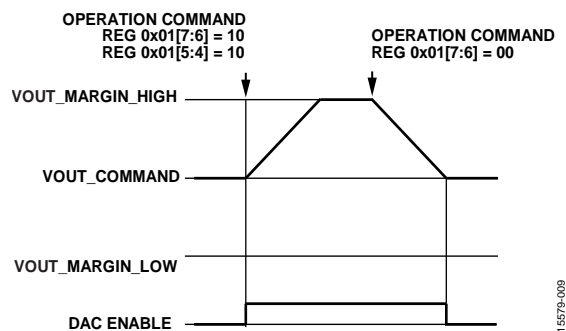 OPERATION COMMAND
REG 0x01[7:6] = 10
REG 0x01[5:4] = 10
OPERATION COMMAND
REG 0x01[7:6] = 00
VOUT_MARGIN_HIGH
VOUT_COMMAND
VOUT_MARGIN_LOW
DAC ENABLE
15579-009